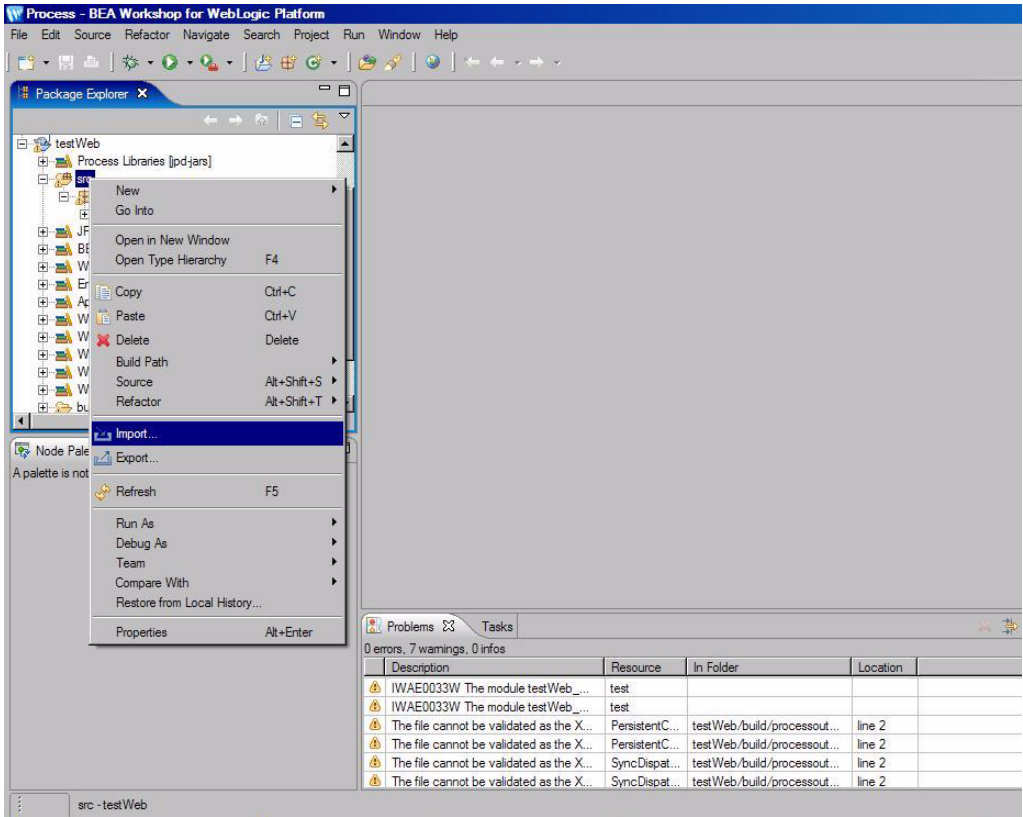 Process - BEA Workshop for WebLogic Platform
File Edit Source Refactor Navigate Search Project Run Window Help
Package Explorer
testWeb
Process Libraries [jpd-jars]
src
JF
BE
W
Er
Ap
W
W
W
W
W
bu
New
Go Into
Open in New Window
Open Type Hierarchy F4
Copy Ctrl+C
Paste Ctrl+V
Delete Delete
Build Path
Source Alt+Shift+S
Refactor Alt+Shift+T
Import...
Export...
Refresh F5
Run As
Debug As
Team
Compare With
Restore from Local History...
Properties Alt+Enter
Node Pale
A palette is not
Problems Tasks
0 errors, 7 warnings, 0 infos
Description Resource In Folder Location
IWAE0033W The module testWeb_... test
IWAE0033W The module testWeb_... test
The file cannot be validated as the X... PersistentC... testWeb/build/processout... line 2
The file cannot be validated as the X... PersistentC... testWeb/build/processout... line 2
The file cannot be validated as the X... SyncDispat... testWeb/build/processout... line 2
The file cannot be validated as the X... SyncDispat... testWeb/build/processout... line 2
src - testWeb